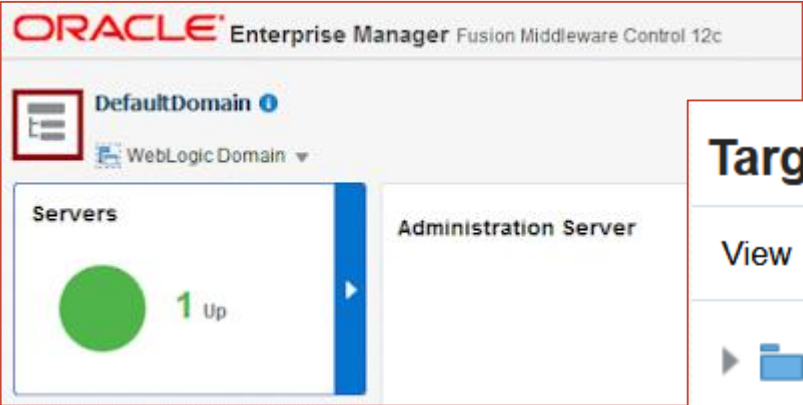 ORACLE Enterprise Manager Fusion Middleware Control 12c
DefaultDomain
WebLogic Domain
Servers
1 Up
Administration Server
Targ
View